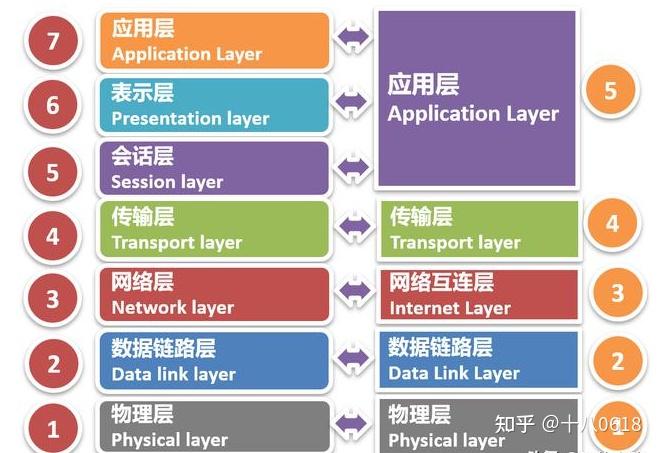 7
应用层
Application Layer
应用层
Application Layer
5
6
表示层
Presentation layer
5
会话层
Session layer
4
传输层
Transport layer
传输层
Transport layer
4
3
网络层
Network layer
网络互连层
Internet Layer
3
2
数据链路层
Data link layer
数据链路层
Data Link Layer
2
1
物理层
Physical layer
物理层
Physical layer
1
知乎 @十八0618